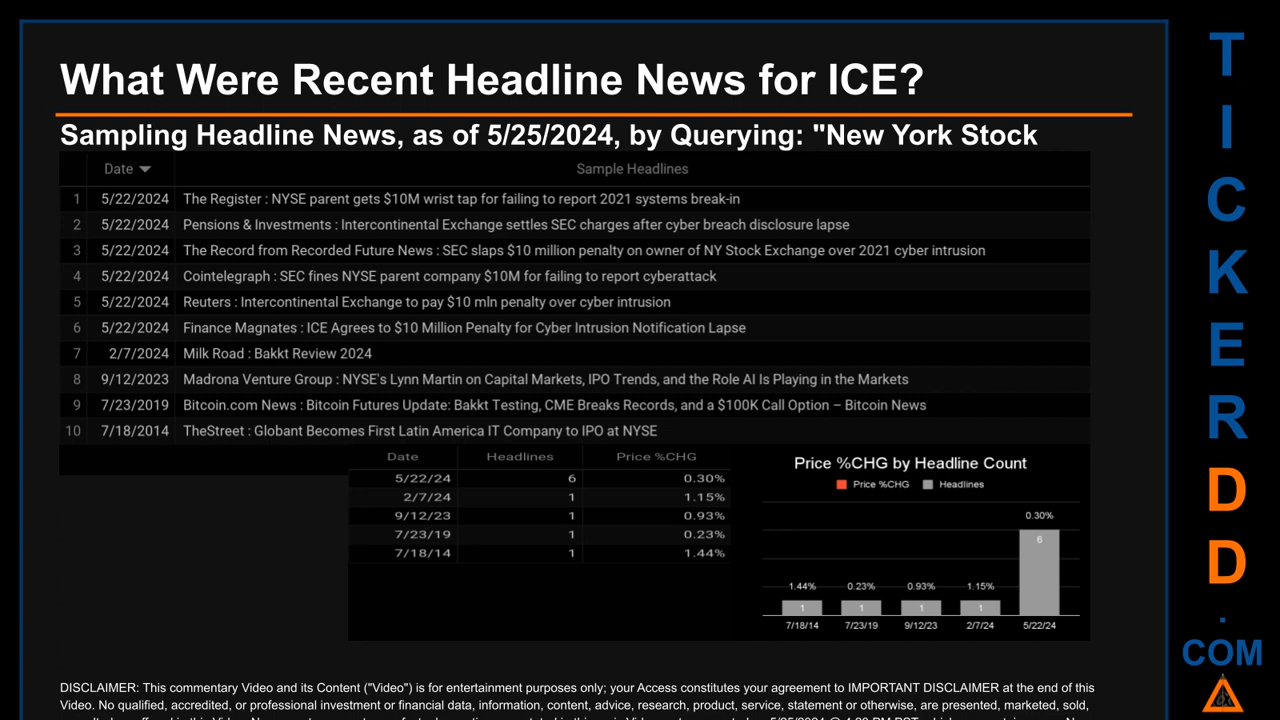 What Were Recent Headline News for ICE?
Sampling Headline News, as of 5/25/2024, by Querying: "New York Stock
Date Sample Headlines
1 5/22/2024 The Register : NYSE parent gets $10M wrist tap for failing to report 2021 systems break-in
2 5/22/2024 Pensions & Investments : Intercontinental Exchange settles SEC charges after cyber breach disclosure lapse
3 5/22/2024 The Record from Recorded Future News : SEC slaps $10 million penalty on owner of NY Stock Exchange over 2021 cyber intrusion
4 5/22/2024 Cointelegraph : SEC fines NYSE parent company $10M for failing to report cyberattack
5 5/22/2024 Reuters : Intercontinental Exchange to pay $10 mln penalty over cyber intrusion
6 5/22/2024 Finance Magnates : ICE Agrees to $10 Million Penalty for Cyber Intrusion Notification Lapse
7 2/7/2024 Milk Road : Bakkt Review 2024
8 9/12/2023 Madrona Venture Group : NYSE's Lynn Martin on Capital Markets, IPO Trends, and the Role AI Is Playing in the Markets
9 7/23/2019 Bitcoin.com News : Bitcoin Futures Update: Bakkt Testing, CME Breaks Records, and a $100K Call Option – Bitcoin News
10 7/18/2014 TheStreet : Globant Becomes First Latin America IT Company to IPO at NYSE
Date Headlines Price %CHG
5/22/24 6 0.30%
2/7/24 1 1.15%
9/12/23 1 0.93%
7/23/19 1 0.23%
7/18/14 1 1.44%
Price %CHG by Headline Count
Price %CHG Headlines
0.30%
6
1.44% 0.23% 0.93% 1.15%
1 1 1 1
7/18/14 7/23/19 9/12/23 2/7/24 5/22/24
DISCLAIMER: This commentary Video and its Content ("Video") is for entertainment purposes only; your Access constitutes your agreement to IMPORTANT DISCLAIMER at the end of this
Video. No qualified, accredited, or professional investment or financial data, information, content, advice, research, product, service, statement or otherwise, are presented, marketed, sold,
TICKERDD.COM